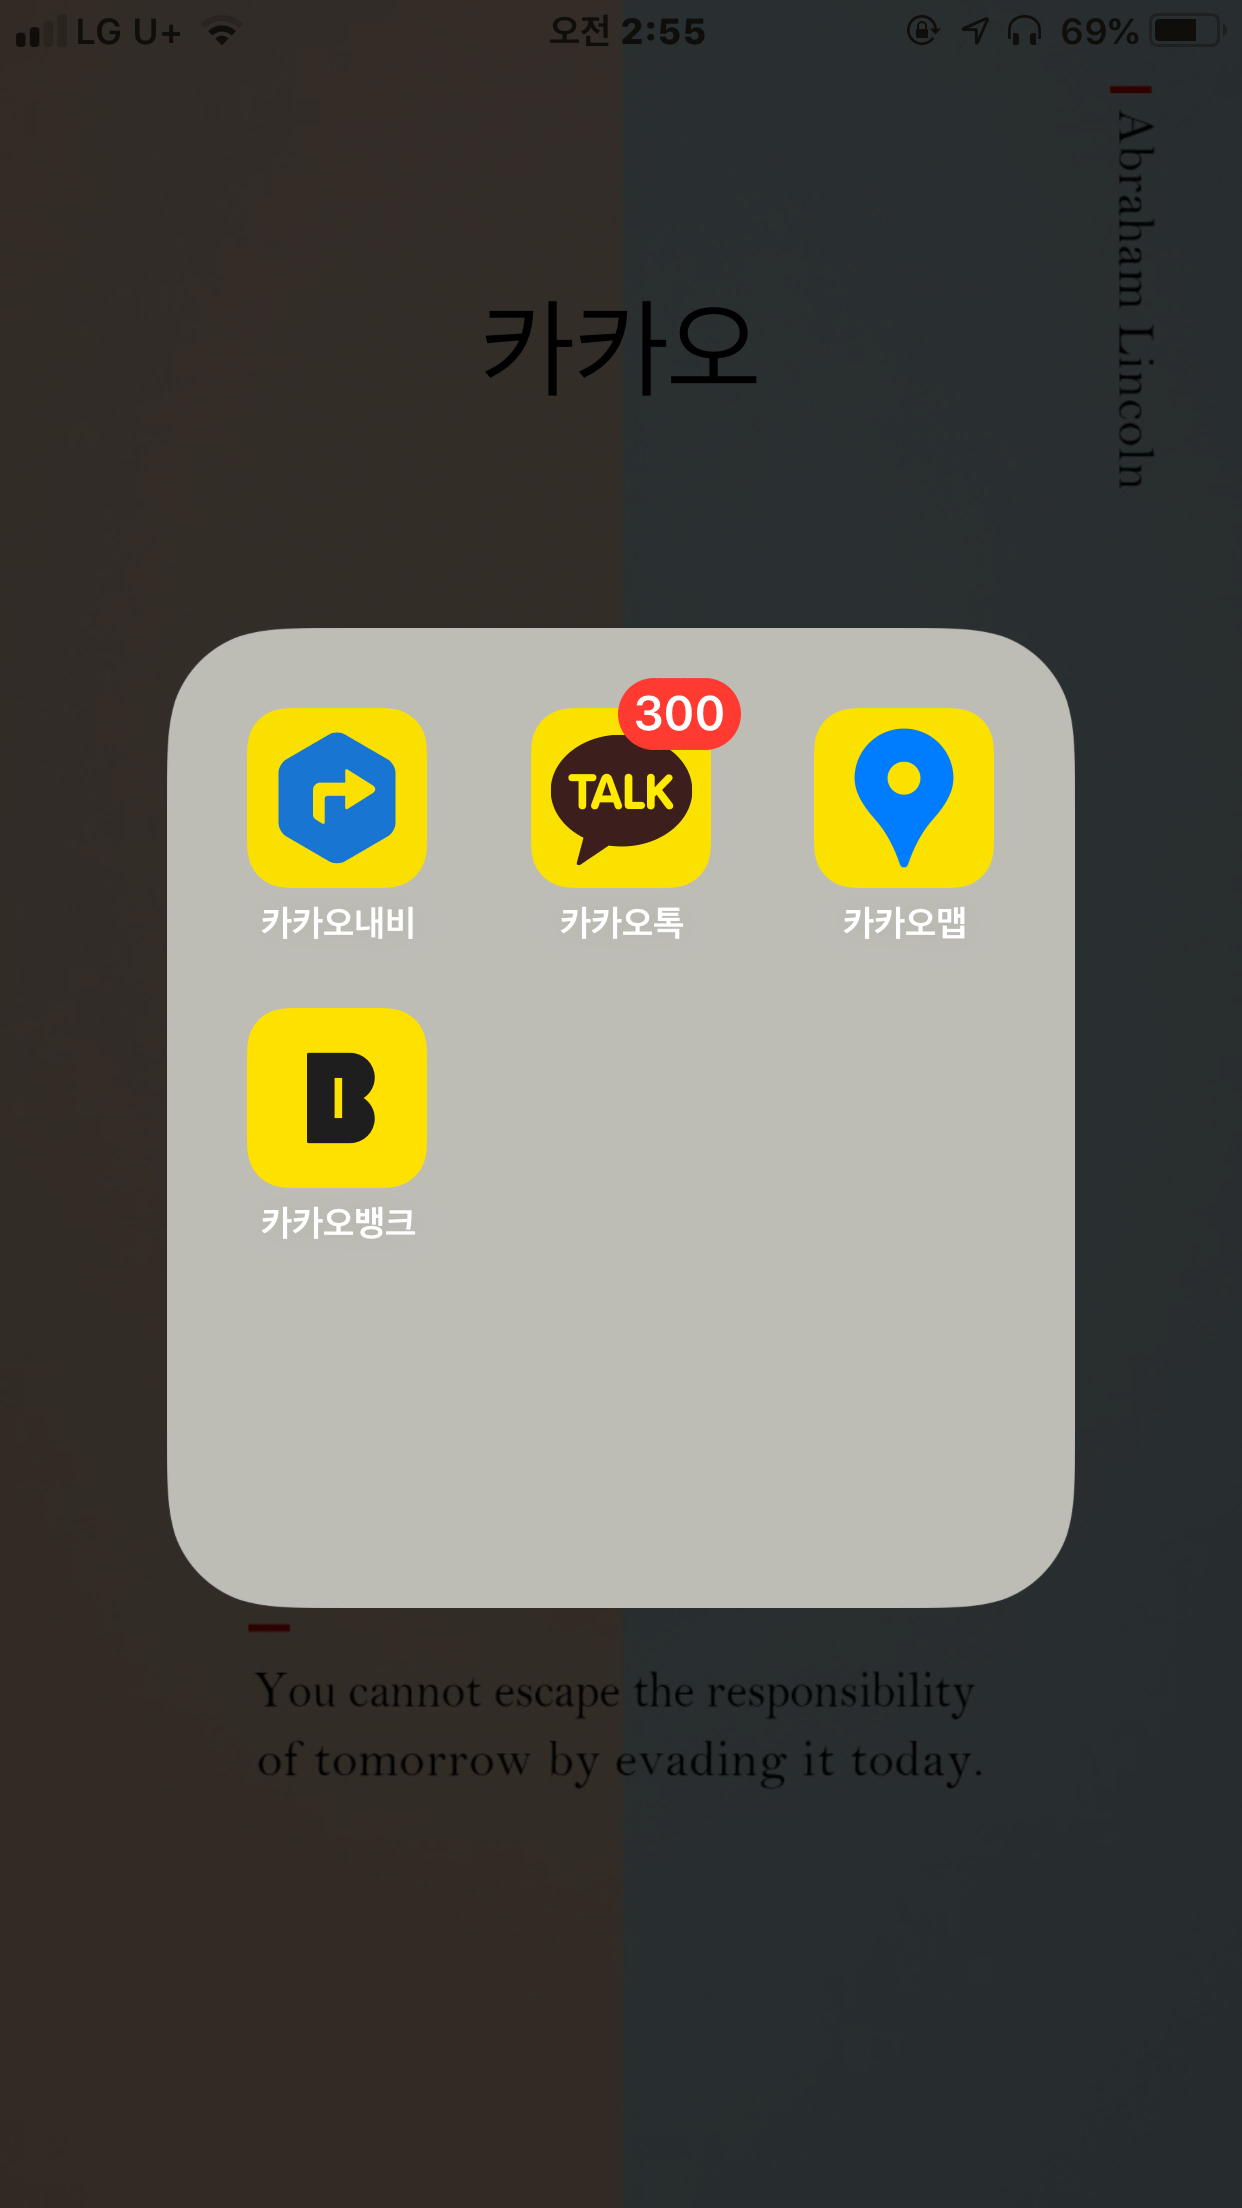 LG U+
오전 2:55
69%
Abraham Lincoln
카카오
300
TALK
카카오내비
카카오톡
카카오맵
B
카카오뱅크
You cannot escape the responsibility
of tomorrow by evading it today.